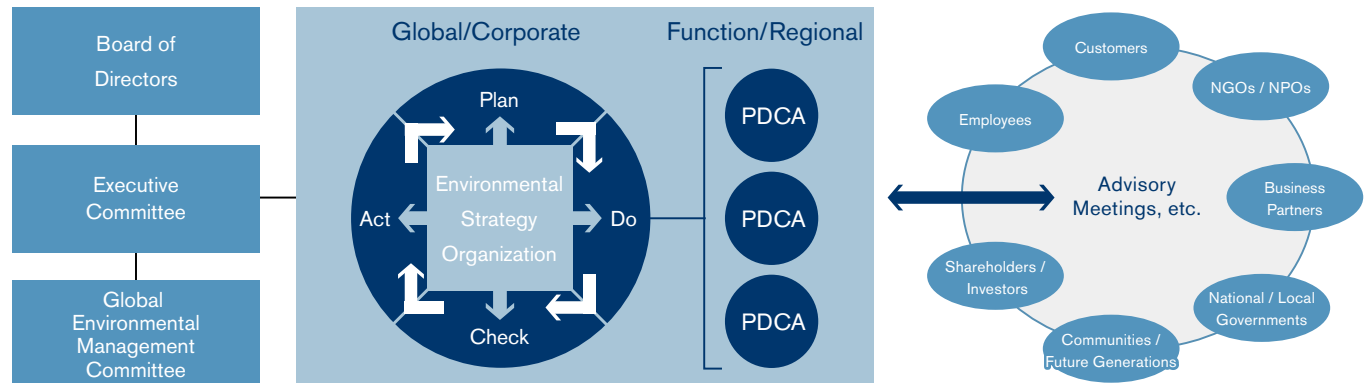 Board of
Directors
Executive
Committee
Global
Environmental
Management
Committee
Global/Corporate
Function/Regional
Plan
Do
Check
Act
Environmental
Strategy
Organization
PDCA
PDCA
PDCA
Advisory
Meetings, etc.
Customers
NGOs / NPOs
Business
Partners
National / Local
Governments
Communities /
Future Generations
Shareholders /
Investors
Employees